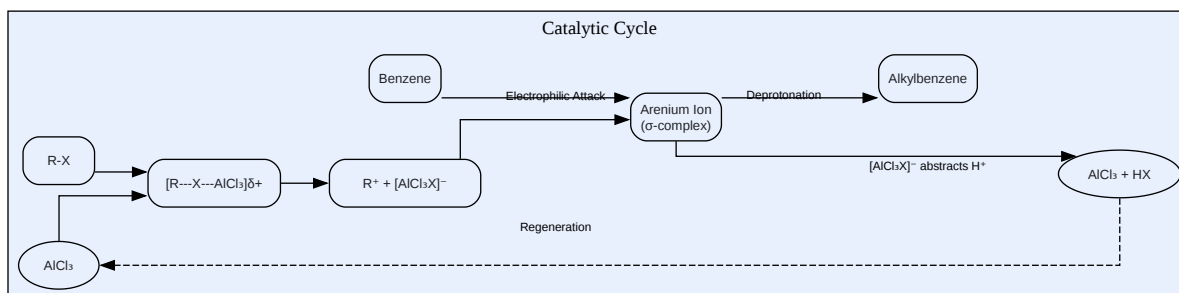 Catalytic Cycle
Benzene
Alkylbenzene
Electrophilic Attack
Deprotonation
Arenium Ion
(σ-complex)
R-X
[R---X---AlCl₃]δ+
R⁺ + [AlCl₃X]⁻
[AlCl₃X]⁻ abstracts H⁺
AlCl₃ + HX
Regeneration
AlCl₃